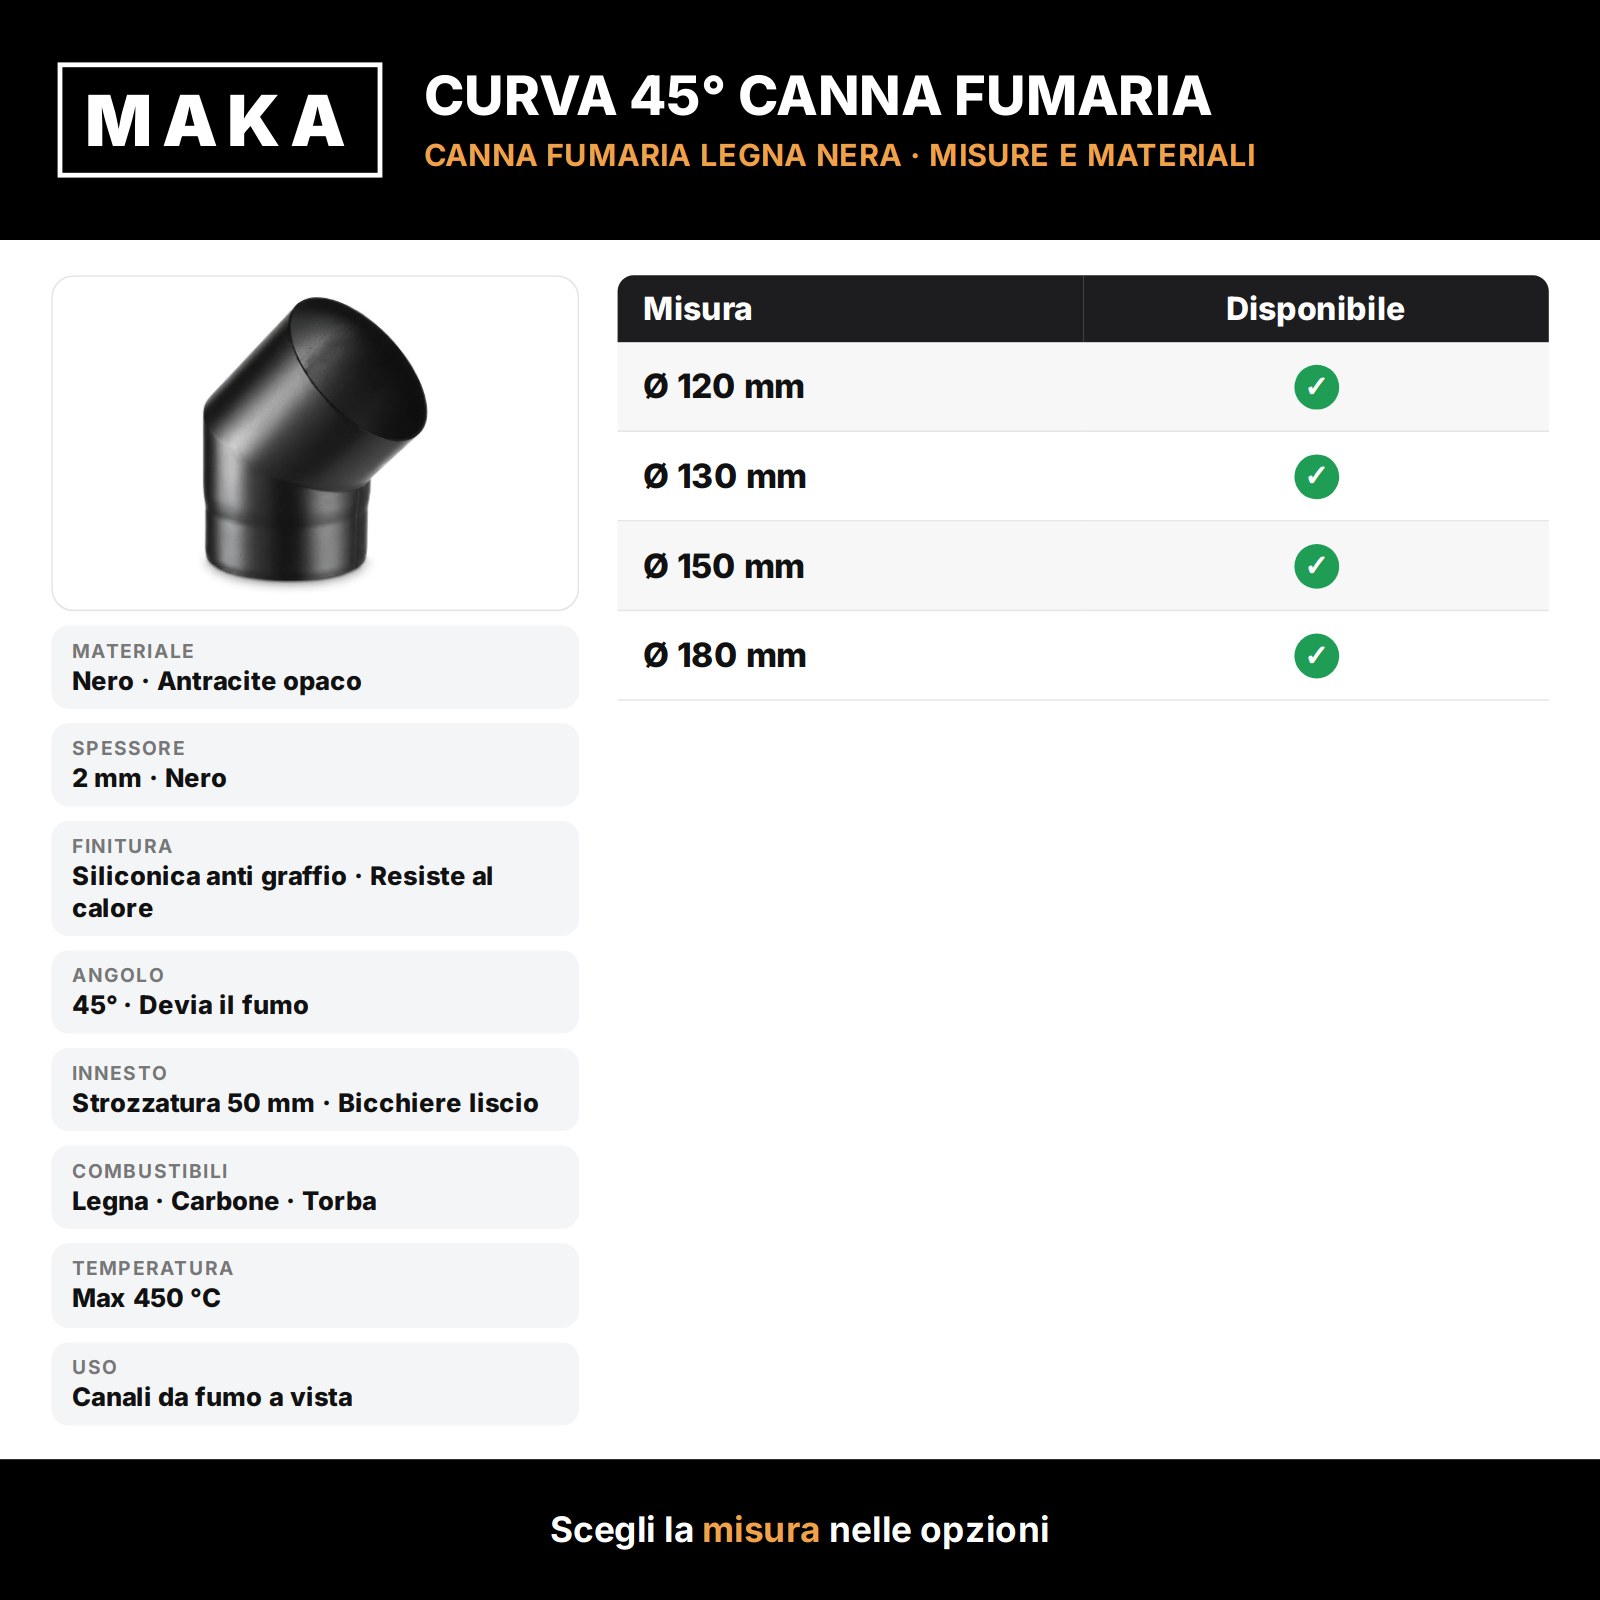 MAKA
CURVA 45° CANNA FUMARIA
CANNA FUMARIA LEGNA NERA · MISURE E MATERIALI
Misura Disponibile
Ø 120 mm ✓
Ø 130 mm ✓
Ø 150 mm ✓
Ø 180 mm ✓
MATERIALE
Nero · Antracite opaco
SPESSORE
2 mm · Nero
FINITURA
Siliconica anti graffio · Resiste al
calore
ANGOLO
45° · Devia il fumo
INNESTO
Strozzatura 50 mm · Bicchiere liscio
COMBUSTIBILI
Legna · Carbone · Torba
TEMPERATURA
Max 450 °C
USO
Canali da fumo a vista
Scegli la misura nelle opzioni